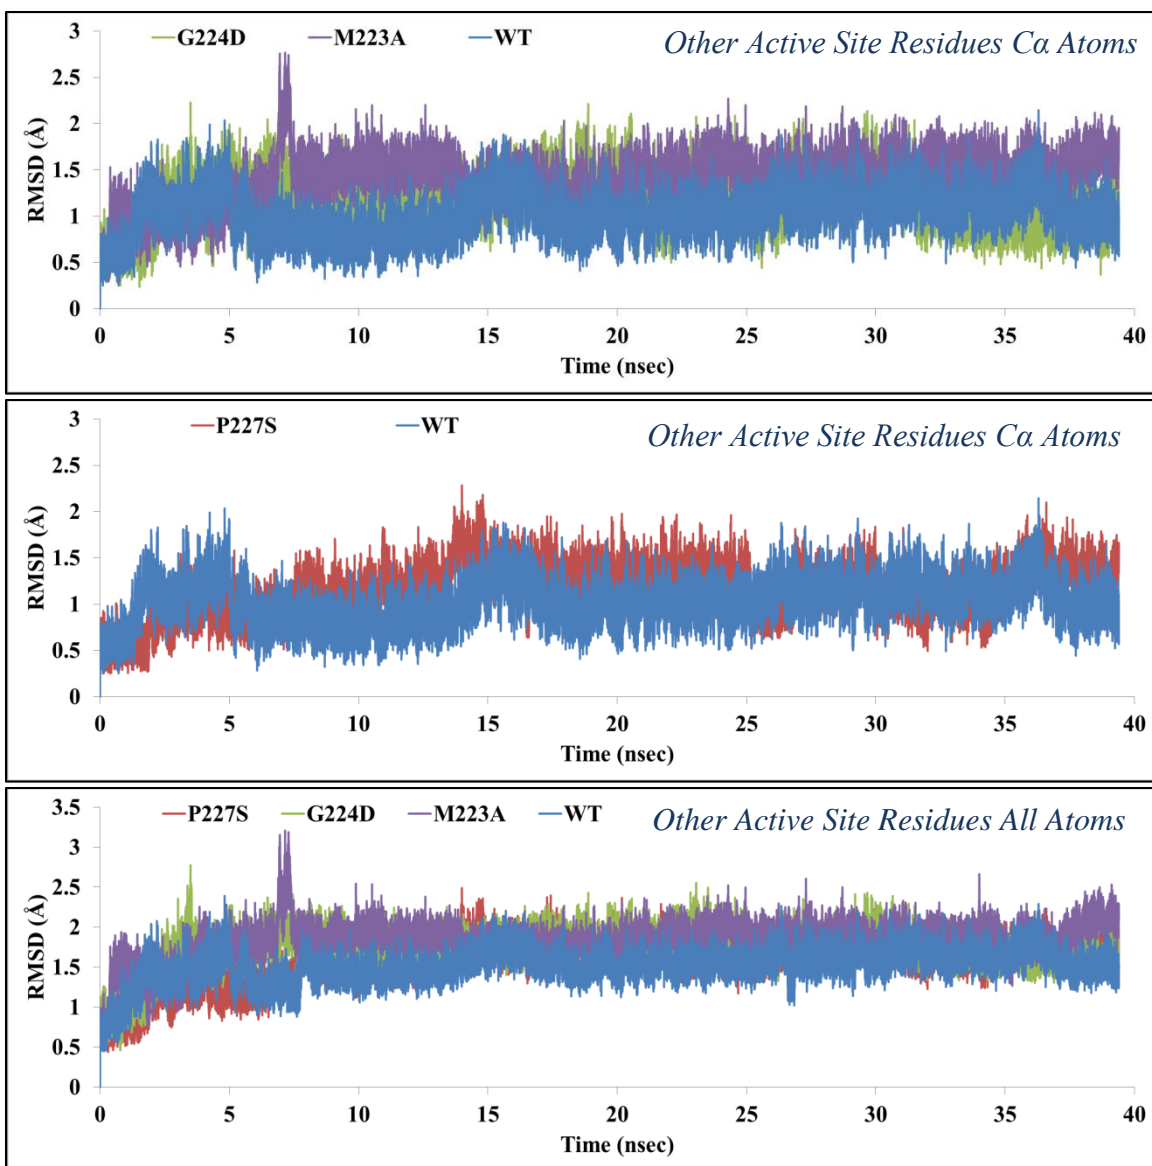 G224D M223A WT
Other Active Site Residues Cα Atoms
RMSD (Å)
3
2.5
2
1.5
1
0.5
0
0 5 10 15 20 25 30 35 40
Time (nsec)
P227S WT
Other Active Site Residues Cα Atoms
RMSD (Å)
3
2.5
2
1.5
1
0.5
0
0 5 10 15 20 25 30 35 40
Time (nsec)
P227S G224D M223A WT
Other Active Site Residues All Atoms
RMSD (Å)
3.5
3
2.5
2
1.5
1
0.5
0
0 5 10 15 20 25 30 35 40
Time (nsec)